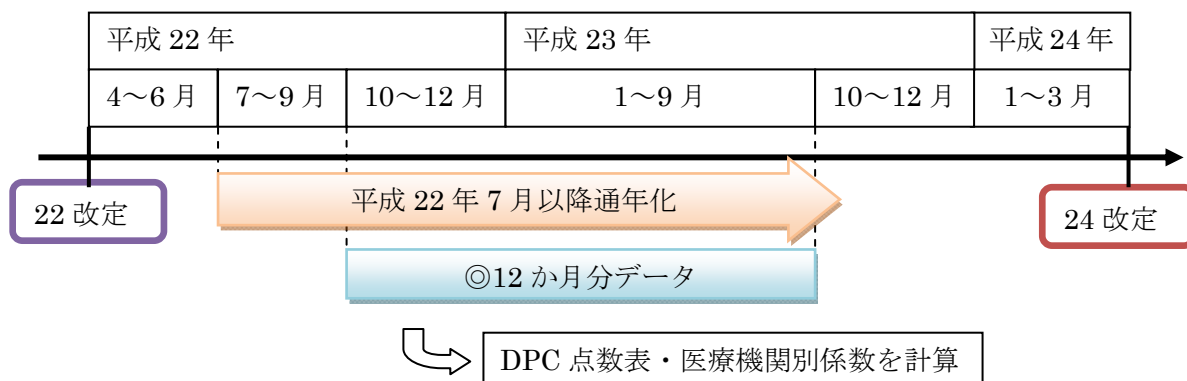 平成 22 年 平成 23 年 平成 24 年
4～6 月 7～9 月 10～12 月 1～9 月 10～12 月 1～3 月
平成 22 年 7 月以降通年化
22 改定 24 改定
◎12 か月分データ
DPC 点数表・医療機関別係数を計算